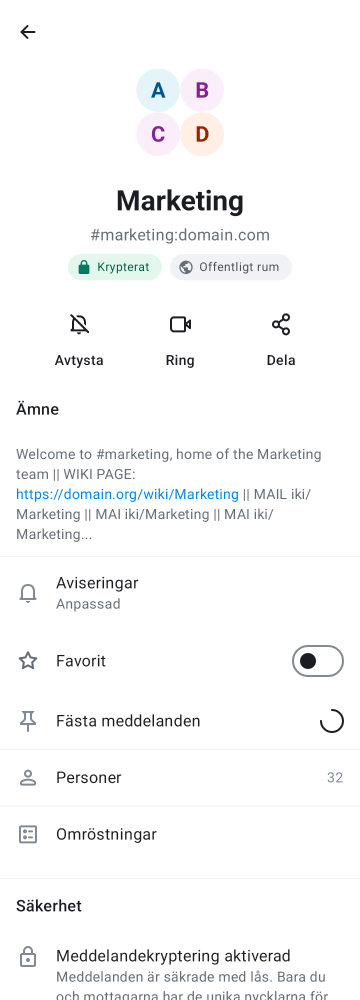 A B
C D
Marketing
#marketing:domain.com
Krypterat Offentligt rum
Avtysta Ring Dela
Ämne
Welcome to #marketing, home of the Marketing
team || WIKI PAGE:
https://domain.org/wiki/Marketing || MAIL iki/
Marketing || MAI iki/Marketing || MAI iki/
Marketing...
Aviseringar
Anpassad
Favorit
Fästa meddelanden
Personer 32
Omröstningar
Säkerhet
Meddelandekryptering aktiverad
Meddelanden är säkrade med lås. Bara du
och mottagarna har de unika nycklarna för